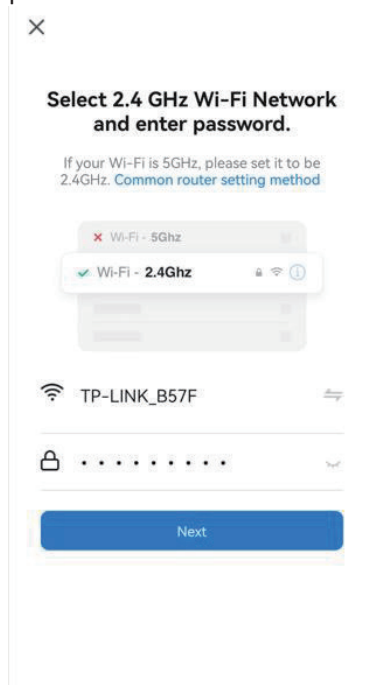 Select 2.4 GHz Wi-Fi Network
and enter password.
If your Wi-Fi is 5GHz, please set it to be
2.4GHz. Common router setting method
Wi-Fi - 5Ghz
Wi-Fi - 2.4Ghz
TP-LINK_B57F
Next